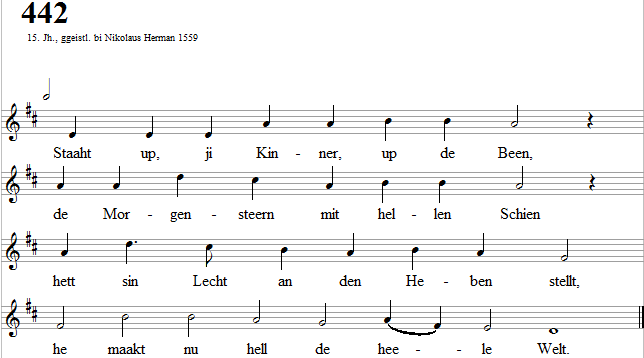 442
15. Jh., ggeistl. bi Nikolaus Herman 1559
Staaht up, ji Kin - ner, up de Been,
de Mor - gen - steern mit hel - len Schien
hett sin Lecht an den He - ben stellt,
he maakt nu hell de hee - - le Welt.